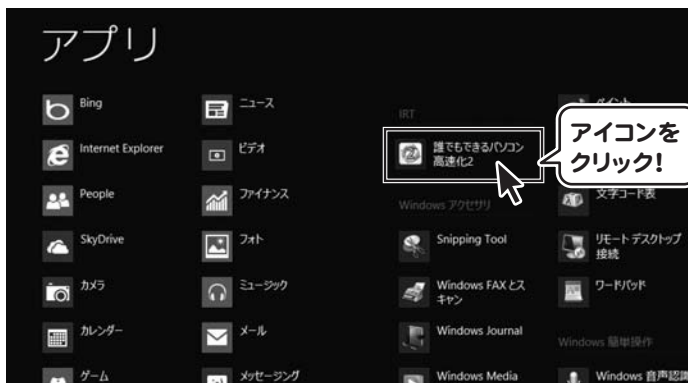 アプリ
Bing
Internet Explorer
People
SkyDrive
カメラ
カレンダー
ゲーム
ニュース
ビデオ
ファイナンス
フォト
ミュージック
メール
メッセージング
IRT
誰でもできるパソコン
高速化2
Windows アクセサリ
Snipping Tool
Windows FAX とス
キャン
Windows Journal
Windows Media
アイコンを
クリック!
文字コード表
リモート デスクトップ
接続
ワードパッド
Windows 簡単操作
Windows 音声認識